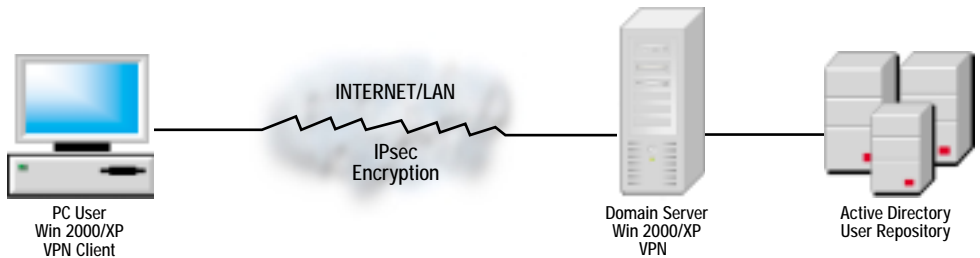 INTERNET/LAN
IPsec
Encryption
PC User
Win 2000/XP
VPN Client
Domain Server
Win 2000/XP
VPN
Active Directory
User Repository